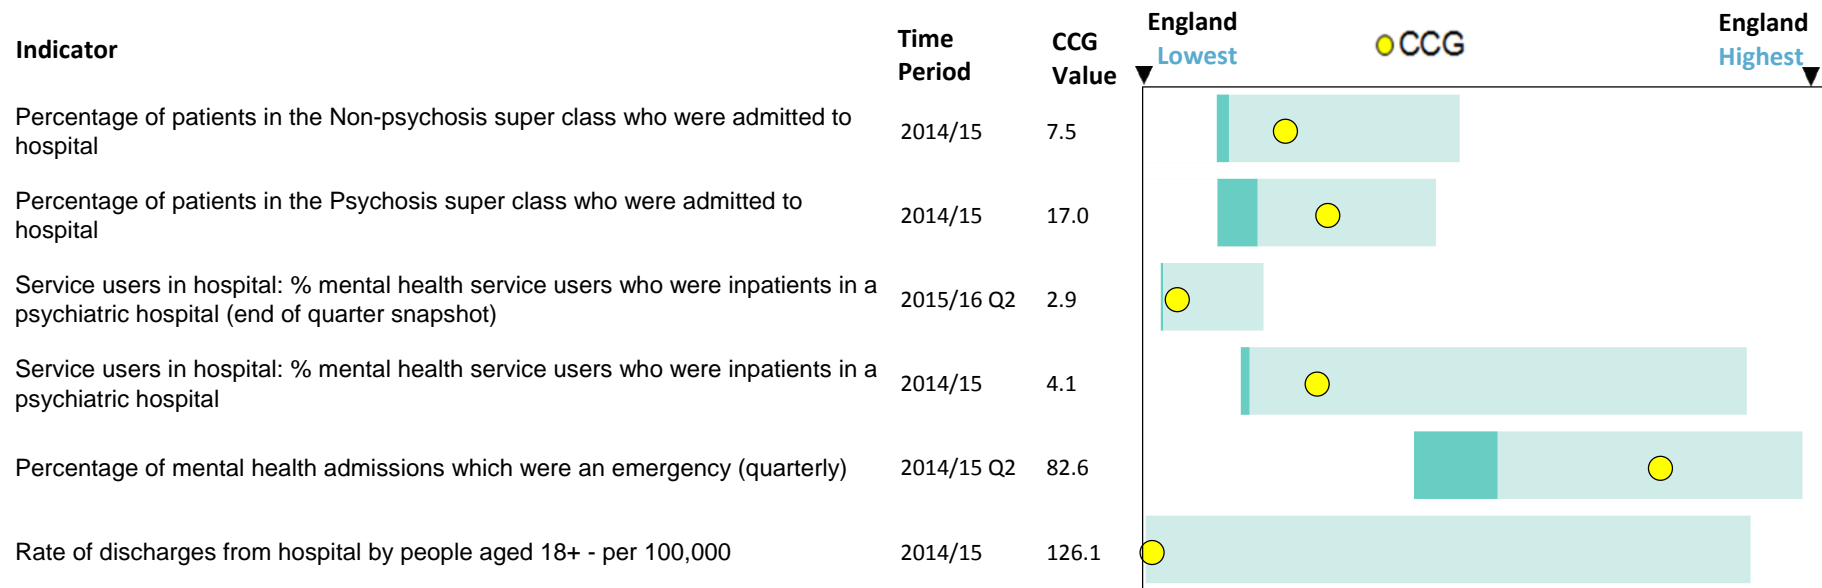 Indicator
Time Period
CCG Value
England Lowest
CCG
England Highest
Percentage of patients in the Non-psychosis super class who were admitted to
hospital
2014/15 7.5
Percentage of patients in the Psychosis super class who were admitted to
hospital
2014/15 17.0
Service users in hospital: % mental health service users who were inpatients in a
psychiatric hospital (end of quarter snapshot)
2015/16 Q2 2.9
Service users in hospital: % mental health service users who were inpatients in a
psychiatric hospital
2014/15 4.1
Percentage of mental health admissions which were an emergency (quarterly) 2014/15 Q2 82.6
Rate of discharges from hospital by people aged 18+ - per 100,000 2014/15 126.1